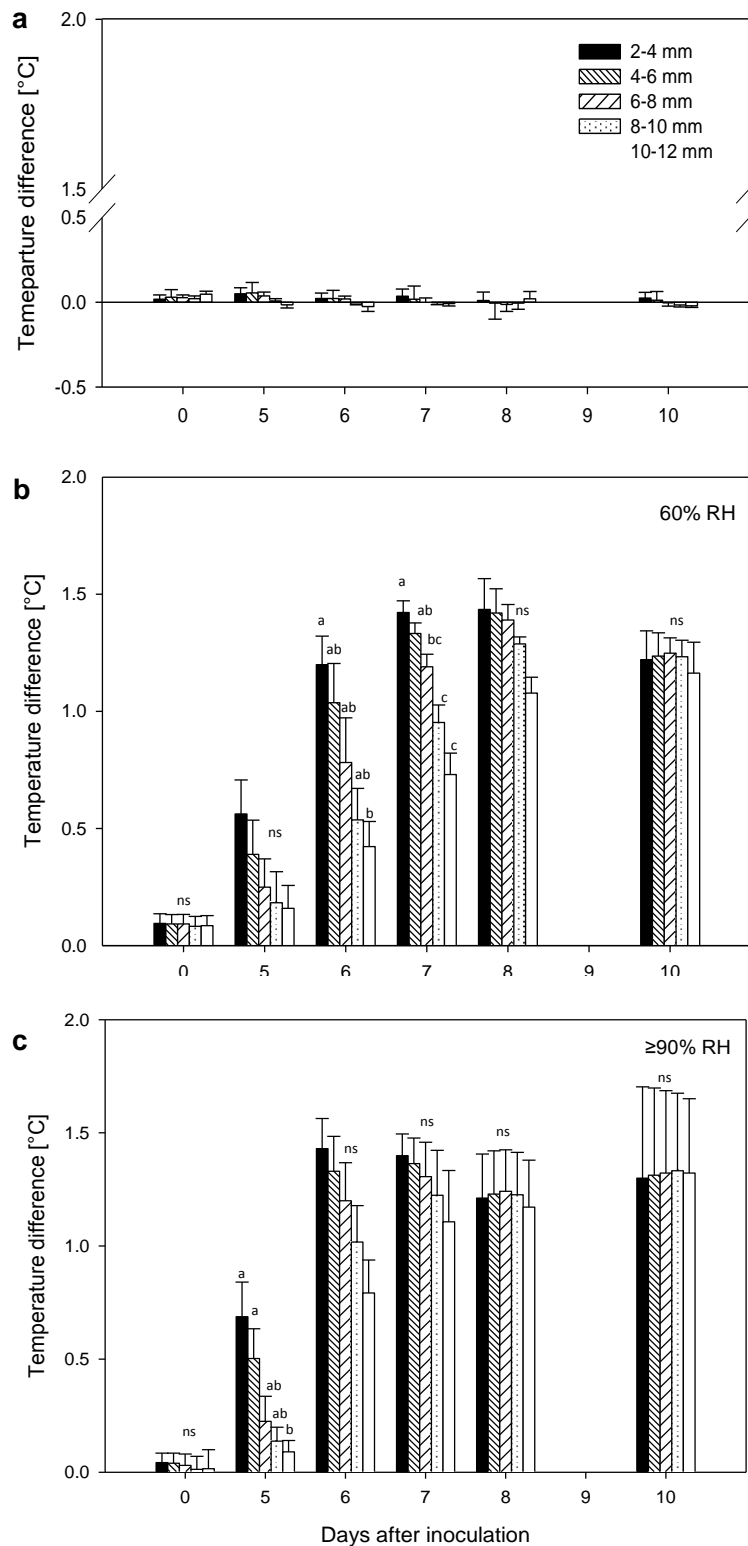 a
Temeparture difference [°C]
2.0
1.5
0.5
0.0
-0.5
2-4 mm
4-6 mm
6-8 mm
8-10 mm
10-12 mm
0 5 6 7 8 9 10
b
60% RH
Temperature difference [°C]
2.0
1.5
1.0
0.5
0.0
ns
ns
a ab ab ab b
a ab bc c c
ns
ns
0 5 6 7 8 9 10
c
≥90% RH
Temperature difference [°C]
2.0
1.5
1.0
0.5
0.0
ns
a a ab ab b
ns
ns
ns
ns
0 5 6 7 8 9 10
Days after inoculation